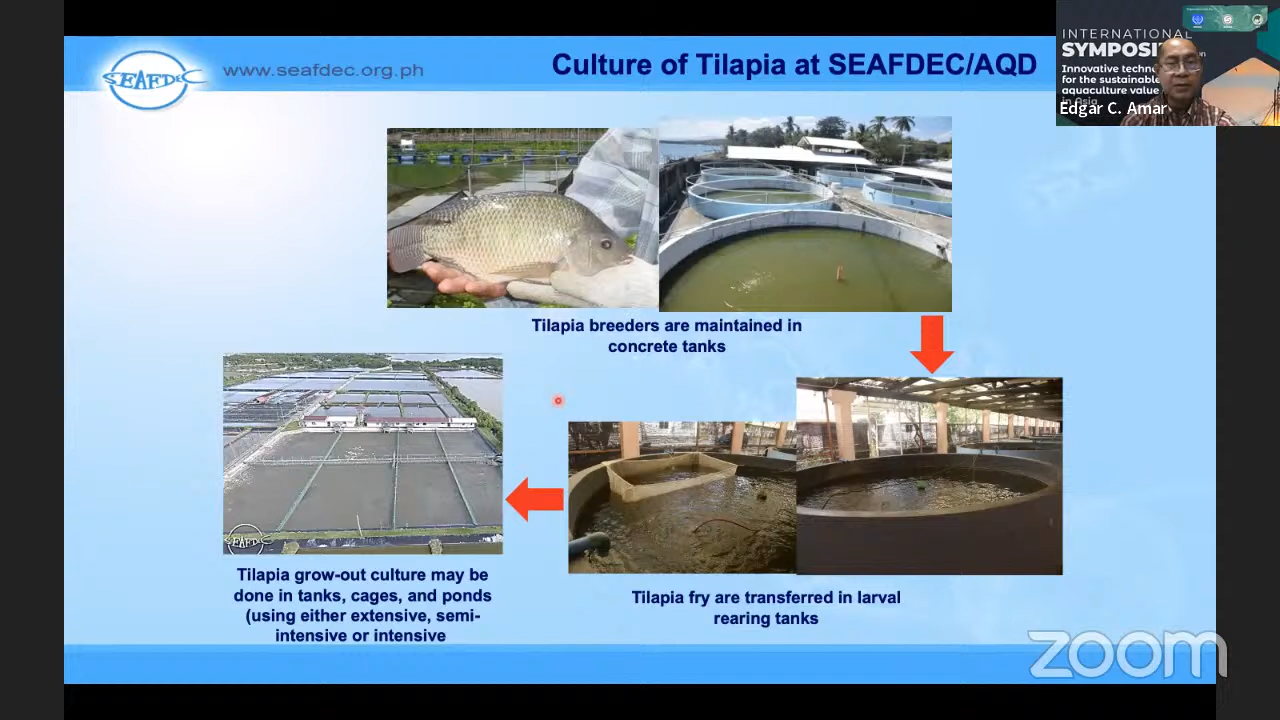 SEAFDEC
www.seafdec.org.ph
Culture of Tilapia at SEAFDEC/AQD
INTERNATIONAL
SYMPOSI
Innovative
for the sustainable
aquaculture value
in Asia
Edgar C. Amar
Tilapia breeders are maintained in
concrete tanks
Tilapia grow-out culture may be
done in tanks, cages, and ponds
(using either extensive, semi-
intensive or intensive
Tilapia fry are transferred in larval
rearing tanks
zoom